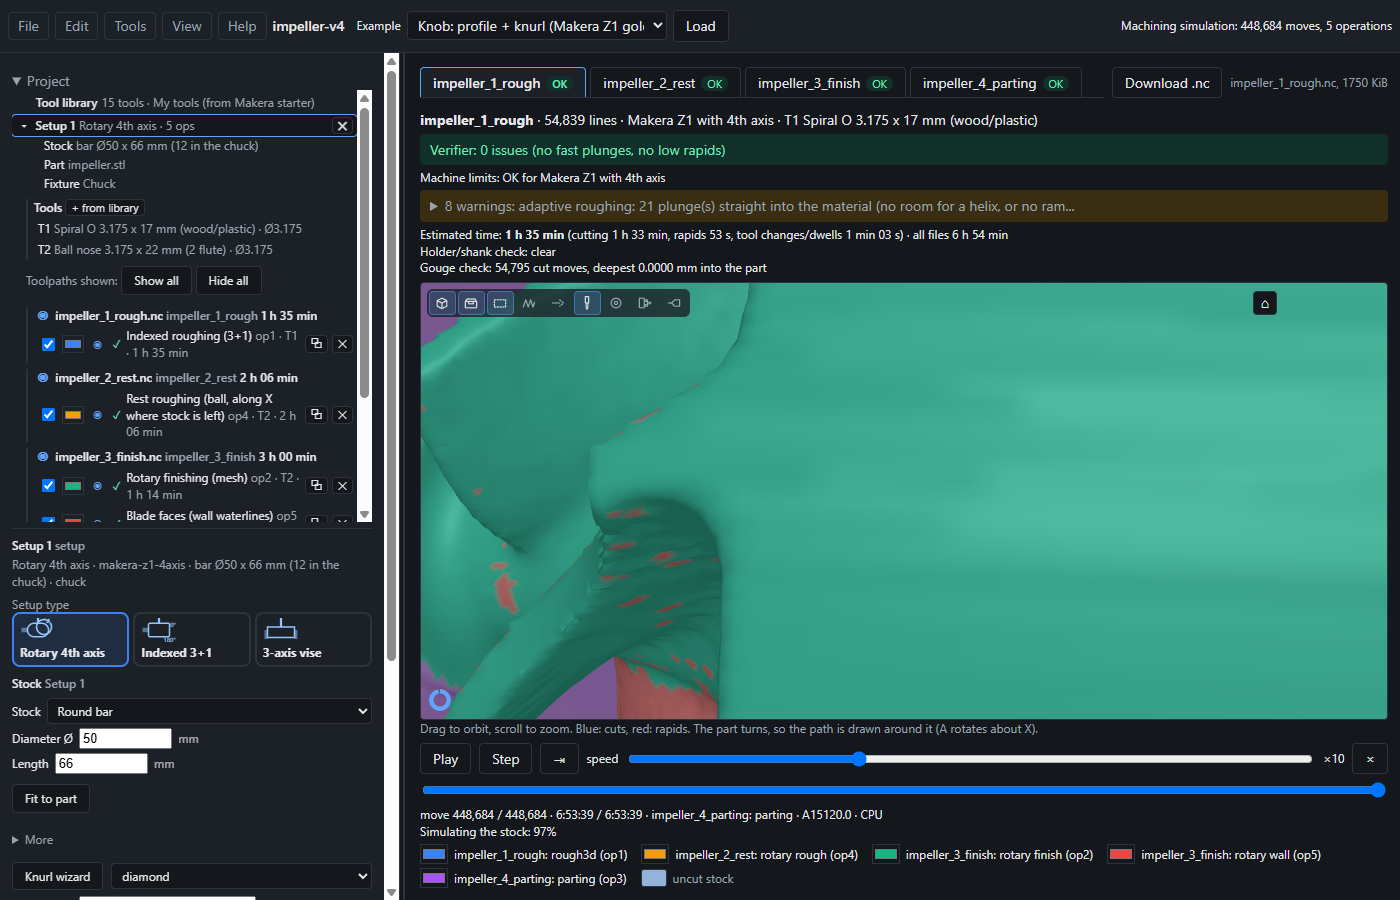 File Edit Tools View Help impeller-v4 Example Knob: profile + knurl (Makera Z1 gol Load Machining simulation: 448,684 moves, 5 operations
Project
Tool library 15 tools · My tools (from Makera starter)
Setup 1 Rotary 4th axis · 5 ops
Stock bar Ø50 x 66 mm (12 in the chuck)
Part impeller.stl
Fixture Chuck
Tools + from library
T1 Spiral O 3.175 x 17 mm (wood/plastic) · Ø3.175
T2 Ball nose 3.175 x 22 mm (2 flute) · Ø3.175
Toolpaths shown: Show all Hide all
impeller_1_rough.nc impeller_1_rough 1 h 35 min
Indexed roughing (3+1) op1 · T1
· 1 h 35 min
impeller_2_rest.nc impeller_2_rest 2 h 06 min
Rest roughing (ball, along X
where stock is left) op4 · T2 · 2 h
06 min
impeller_3_finish.nc impeller_3_finish 3 h 00 min
Rotary finishing (mesh) op2 · T2 ·
1 h 14 min
Blade faces (wall waterlines) op5
Setup 1 setup
Rotary 4th axis · makera-z1-4axis · bar Ø50 x 66 mm (12 in the
chuck) · chuck
Setup type
Rotary 4th axis Indexed 3+1 3-axis vise
Stock Setup 1
Stock Round bar
Diameter Ø 50 mm
Length 66 mm
Fit to part
More
Knurl wizard diamond
impeller_1_rough OK impeller_2_rest OK impeller_3_finish OK impeller_4_parting OK Download .nc impeller_1_rough.nc, 1750 KiB
impeller_1_rough · 54,839 lines · Makera Z1 with 4th axis · T1 Spiral O 3.175 x 17 mm (wood/plastic)
Verifier: 0 issues (no fast plunges, no low rapids)
Machine limits: OK for Makera Z1 with 4th axis
8 warnings: adaptive roughing: 21 plunge(s) straight into the material (no room for a helix, or no ram...
Estimated time: 1 h 35 min (cutting 1 h 33 min, rapids 53 s, tool changes/dwells 1 min 03 s) · all files 6 h 54 min
Holder/shank check: clear
Gouge check: 54,795 cut moves, deepest 0.0000 mm into the part
Drag to orbit, scroll to zoom. Blue: cuts, red: rapids. The part turns, so the path is drawn around it (A rotates about X).
Play Step speed ×10
move 448,684 / 448,684 · 6:53:39 / 6:53:39 · impeller_4_parting: parting · A15120.0 · CPU
Simulating the stock: 97%
impeller_1_rough: rough3d (op1) impeller_2_rest: rotary rough (op4) impeller_3_finish: rotary finish (op2) impeller_3_finish: rotary wall (op5)
impeller_4_parting: parting (op3) uncut stock